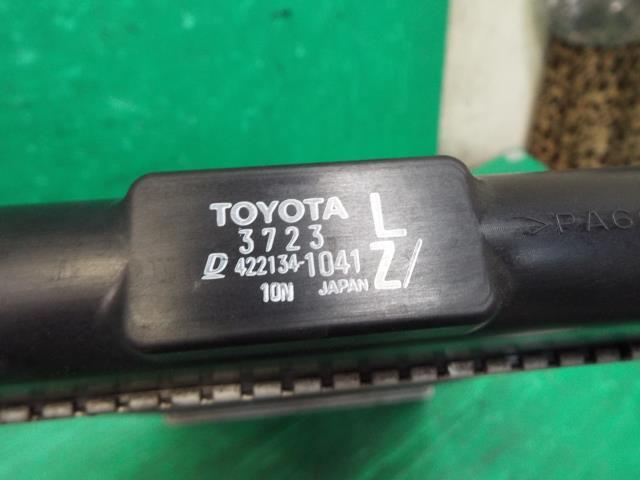 TOYOTA L
3723
D 422134-1041 Z/
10N JAPAN
>PA6